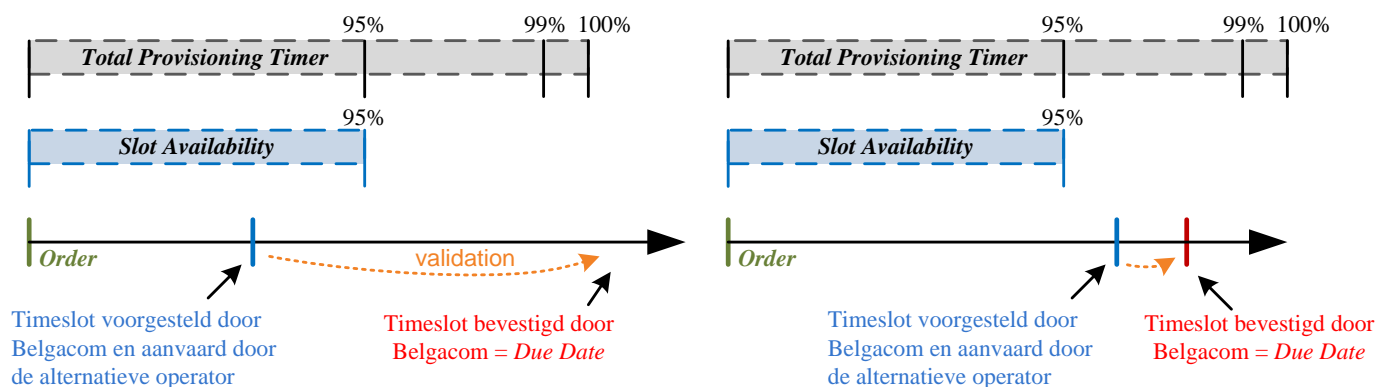 95%
99%
100%
Total Provisioning Timer
95%
Slot Availability
Order
validation
Timeslot voorgesteld door
Belgacom en aanvaard door
de alternatieve operator
Timeslot bevestigd door
Belgacom = Due Date
95%
99%
100%
Total Provisioning Timer
95%
Slot Availability
Order
Timeslot voorgesteld door
Belgacom en aanvaard door
de alternatieve operator
Timeslot bevestigd door
Belgacom = Due Date